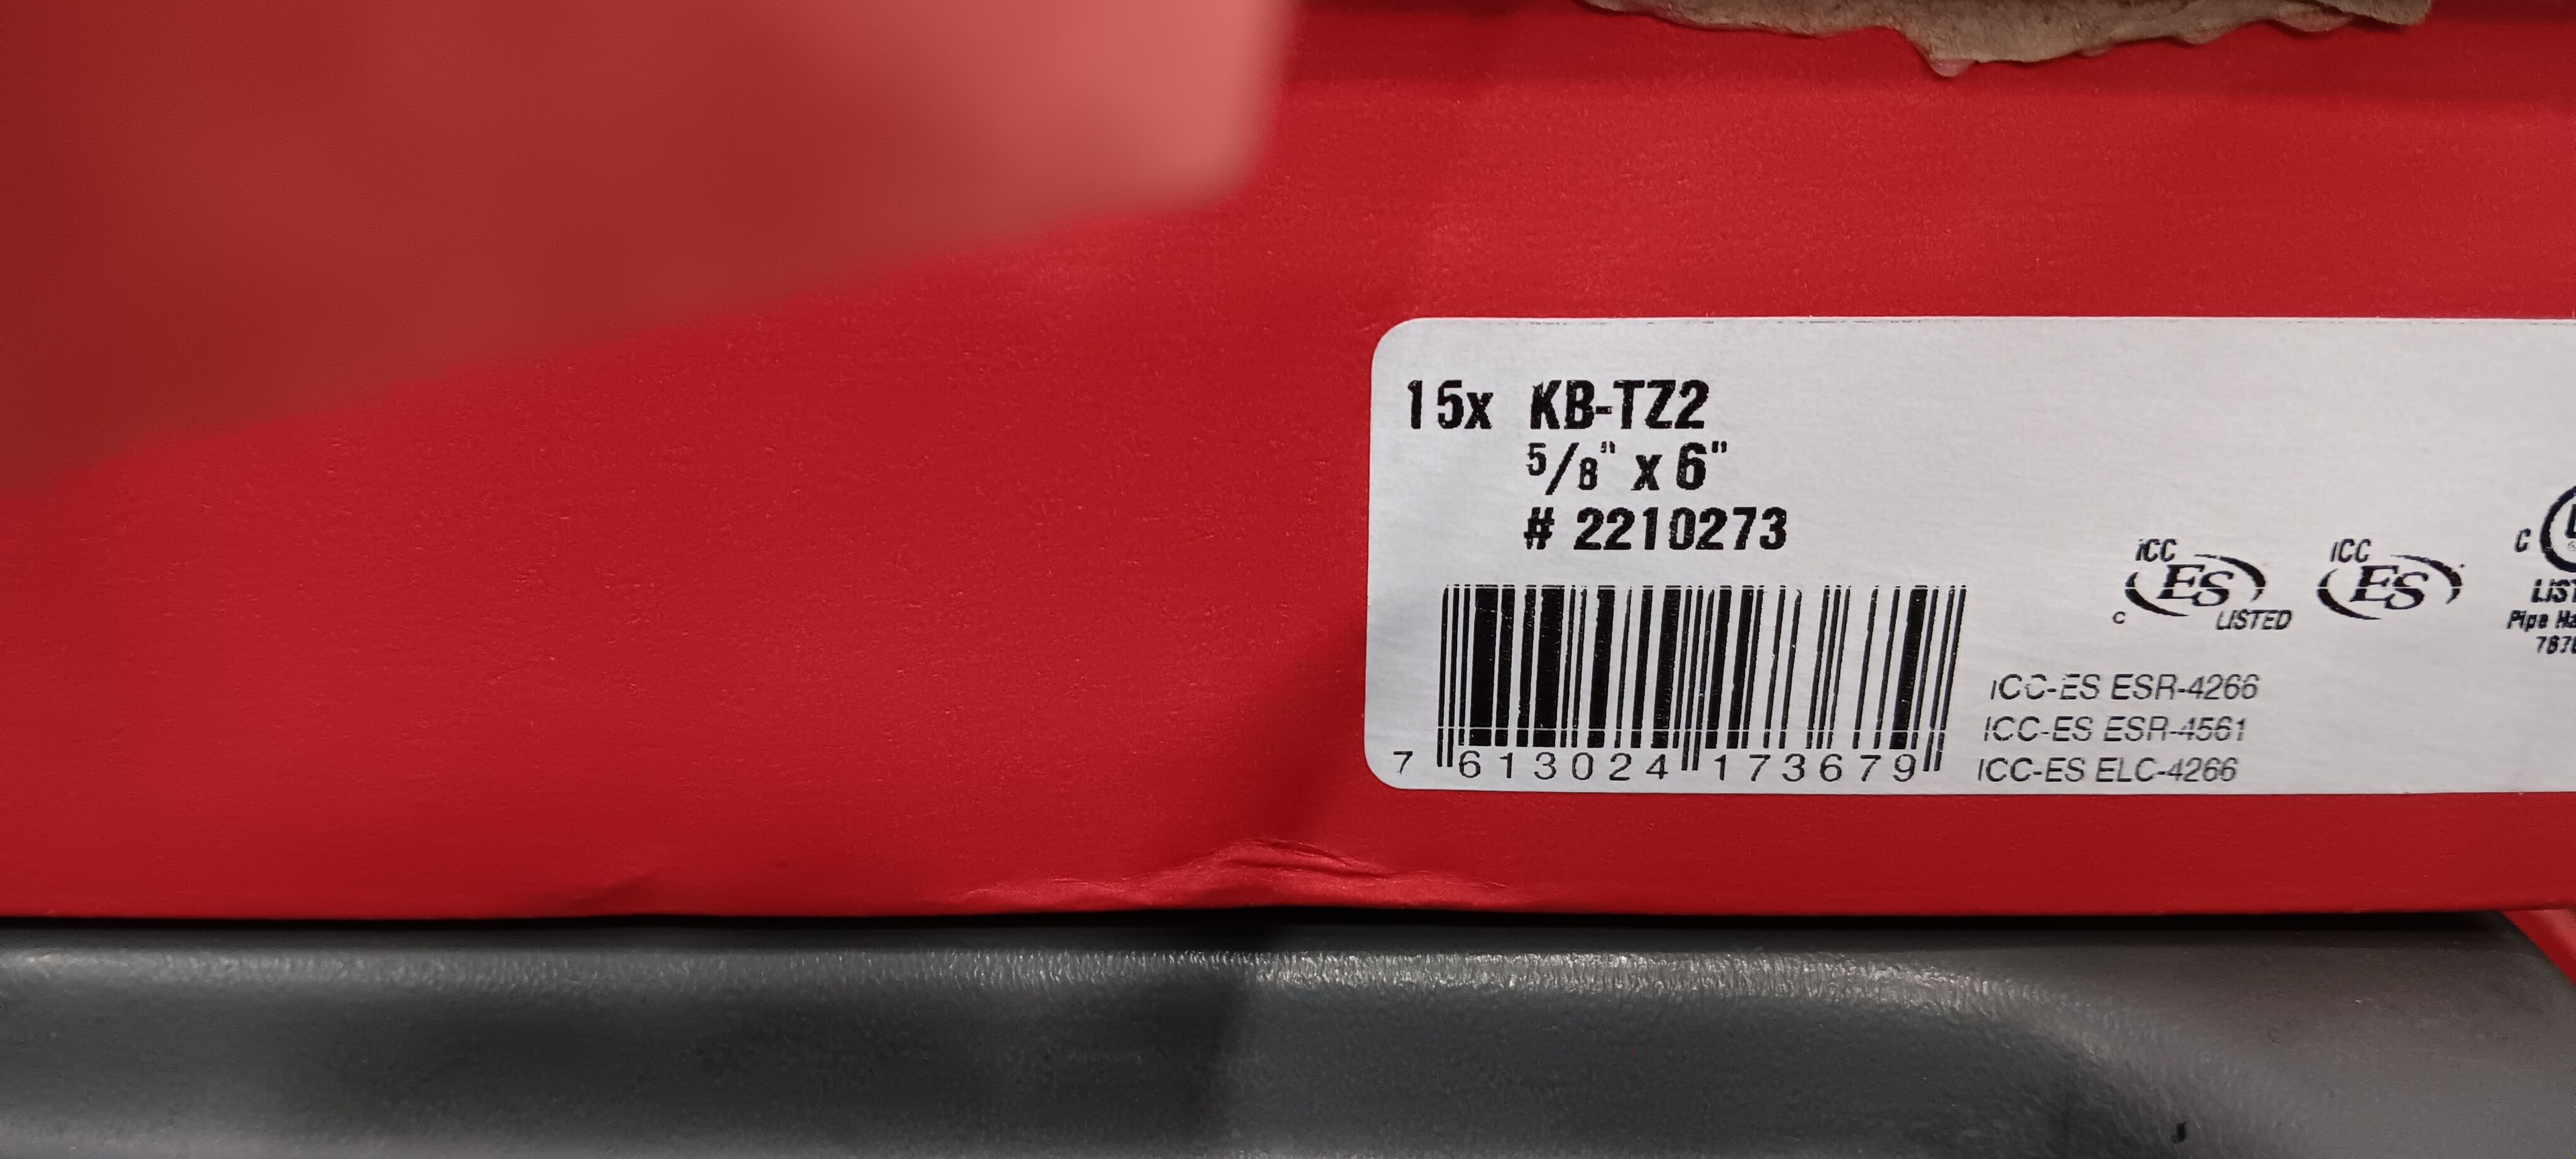 15x KB-TZ2
5/8" x 6"
# 2210273
7 613024 173679
ICC
ES
C LISTED
ICC
ES
C
Pipe
ICC-ES ESR-4266
ICC-ES ESR-4561
ICC-ES ELC-4266